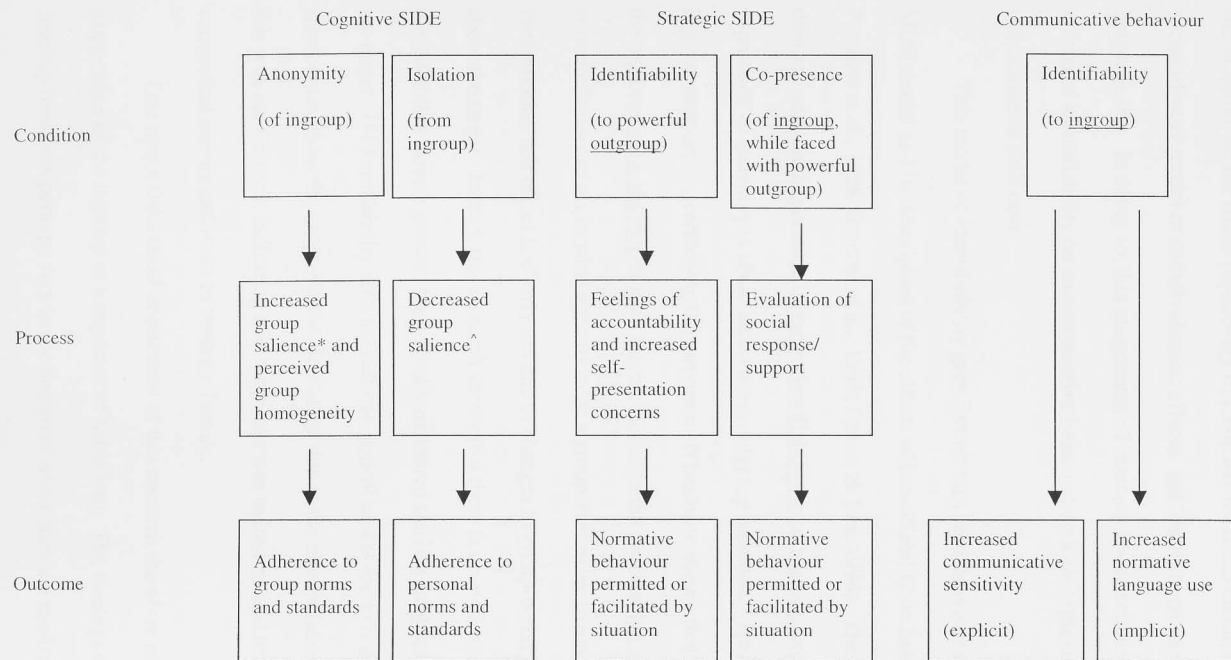 Cognitive SIDE
Strategic SIDE
Communicative behaviour
Condition
Anonymity
(of ingroup)
Isolation
(from
ingroup)
Identifiability
(to powerful
outgroup)
Co-presence
(of ingroup,
while faced
with powerful
outgroup)
Identifiability
(to ingroup)
Process
Increased
group
salience* and
perceived
group
homogeneity
Decreased
group
salience^
Feelings of
accountability
and increased
self-
presentation
concerns
Evaluation of
social
response/
support
Outcome
Adherence to
group norms
and standards
Adherence to
personal
norms and
standards
Normative
behaviour
permitted or
facilitated by
situation
Normative
behaviour
permitted or
facilitated by
situation
Increased
communicative
sensitivity
(explicit)
Increased
normative
language use
(implicit)